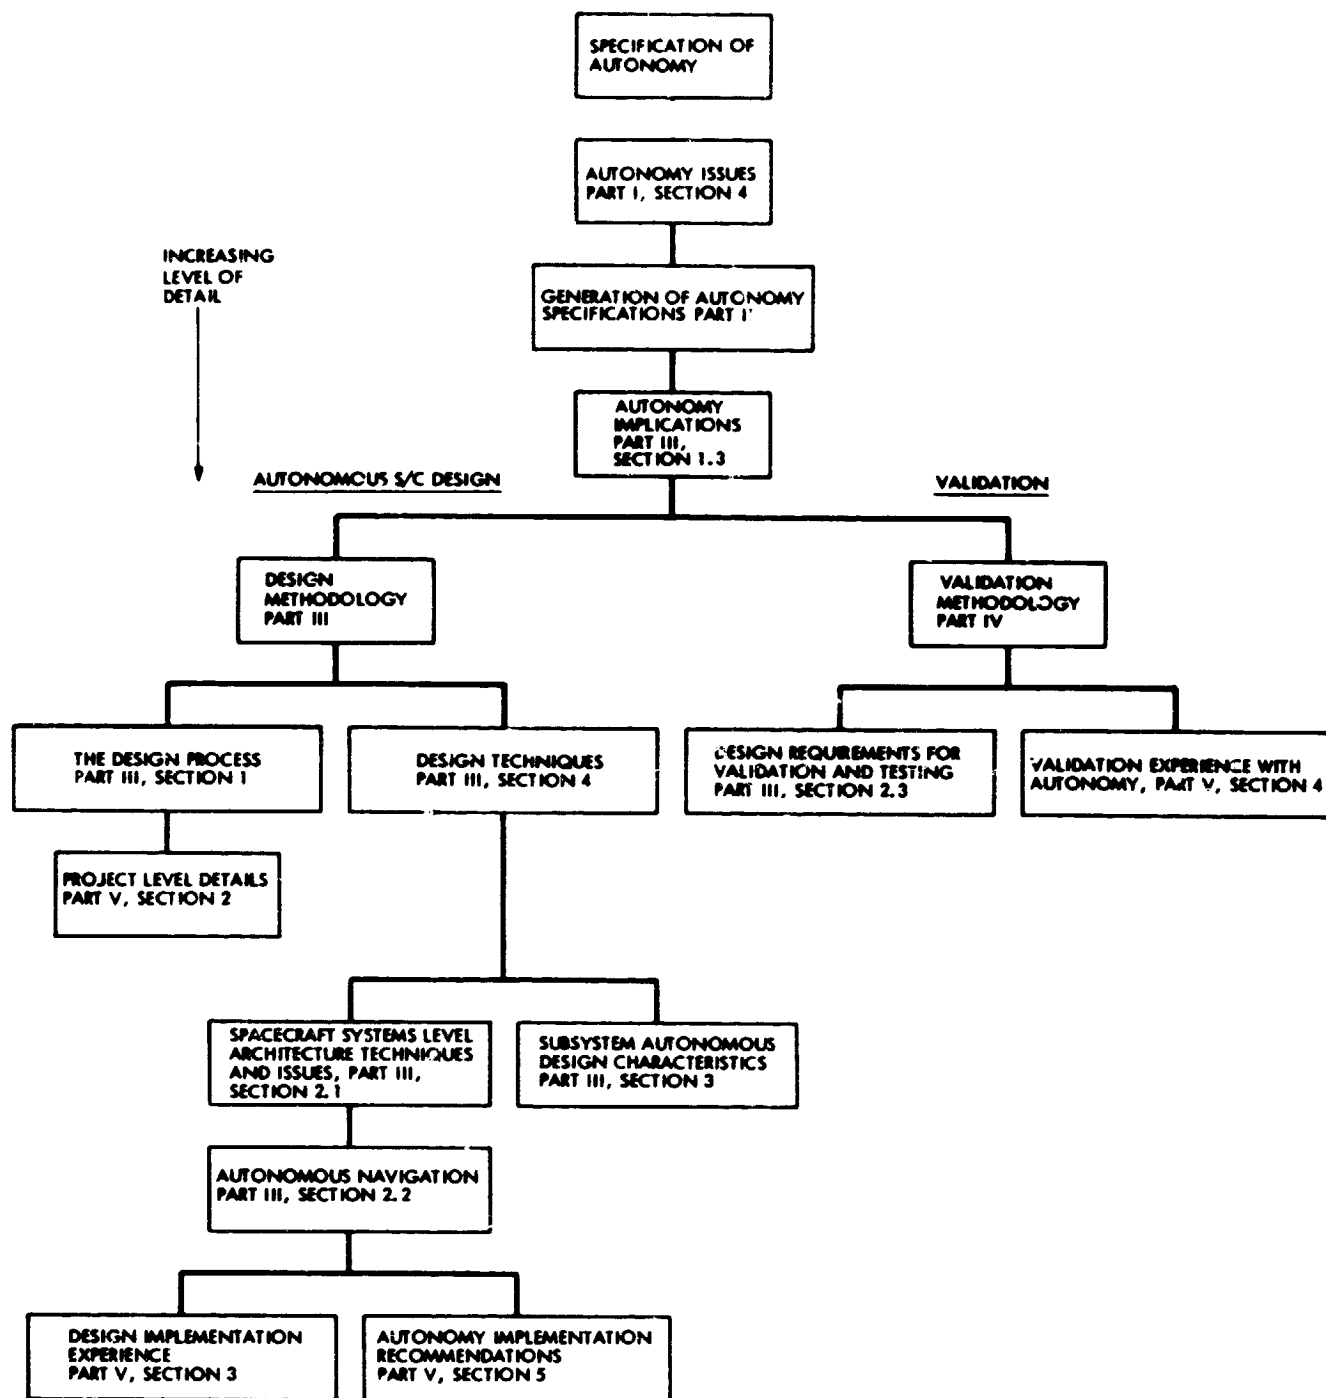 SPECIFICATION OF
AUTONOMY
AUTONOMY ISSUES
PART I, SECTION 4
INCREASING
LEVEL OF
DETAIL
GENERATION OF AUTONOMY
SPECIFICATIONS PART
AUTONOMY
IMPLICATIONS
PART III,
SECTION 1.3
AUTONOMOUS S/C DESIGN
VALIDATION
DESIGN
METHODOLOGY
PART III
VALIDATION
METHODOLOGY
PART IV
THE DESIGN PROCESS
PART III, SECTION 1
DESIGN TECHNIQUES
PART III, SECTION 4
DESIGN REQUIREMENTS FOR
VALIDATION AND TESTING
PART III, SECTION 2.3
VALIDATION EXPERIENCE WITH
AUTONOMY, PART V, SECTION 4
PROJECT LEVEL DETAILS
PART V, SECTION 2
SPACECRAFT SYSTEMS LEVEL
ARCHITECTURE TECHNIQUES
AND ISSUES, PART III,
SECTION 2.1
SUBSYSTEM AUTONOMOUS
DESIGN CHARACTERISTICS
PART III, SECTION 3
AUTONOMOUS NAVIGATION
PART III, SECTION 2.2
DESIGN IMPLEMENTATION
EXPERIENCE
PART V, SECTION 3
AUTONOMY IMPLEMENTATION
RECOMMENDATIONS
PART V, SECTION 5